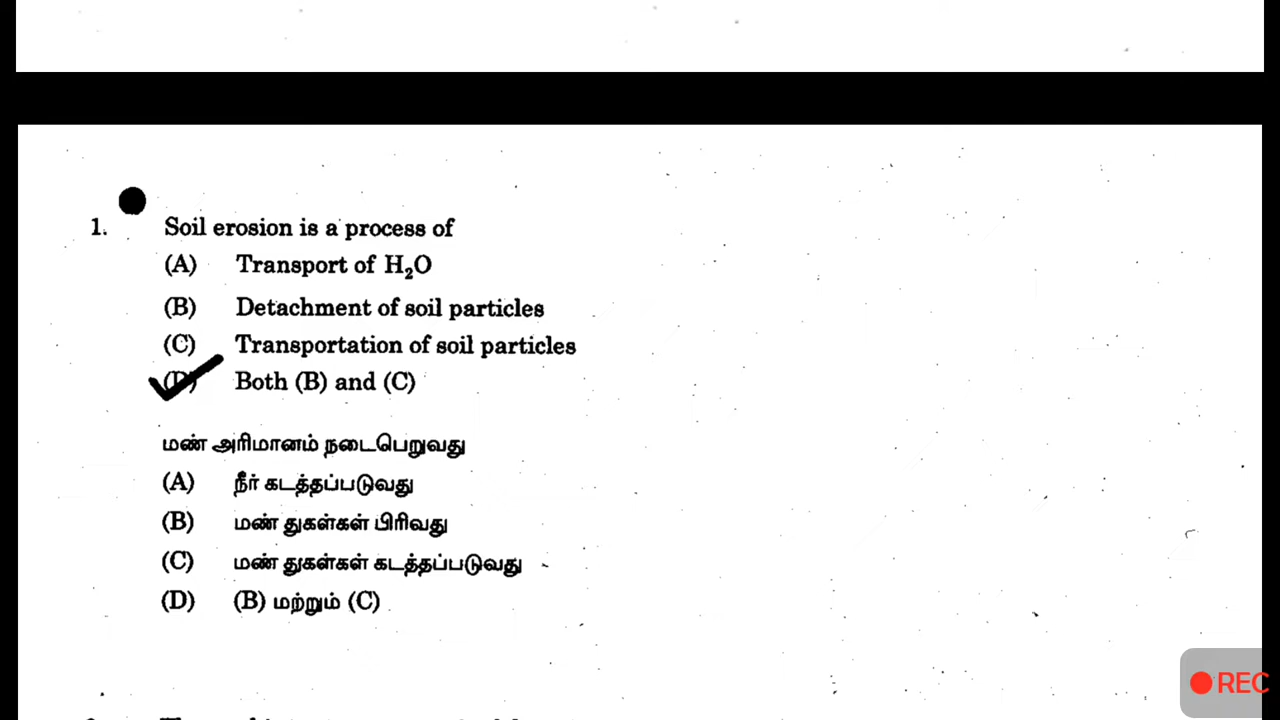 1. Soil erosion is a process of
(A) Transport of H₂O
(B) Detachment of soil particles
(C) Transportation of soil particles
(D) Both (B) and (C)
மண் அரிமானம் நடைபெறுவது
(A) நீர் கடத்தப்படுவது
(B) மண் துகள்கள் பிரிவது
(C) மண் துகள்கள் கடத்தப்படுவது
(D) (B) மற்றும் (C)
REC